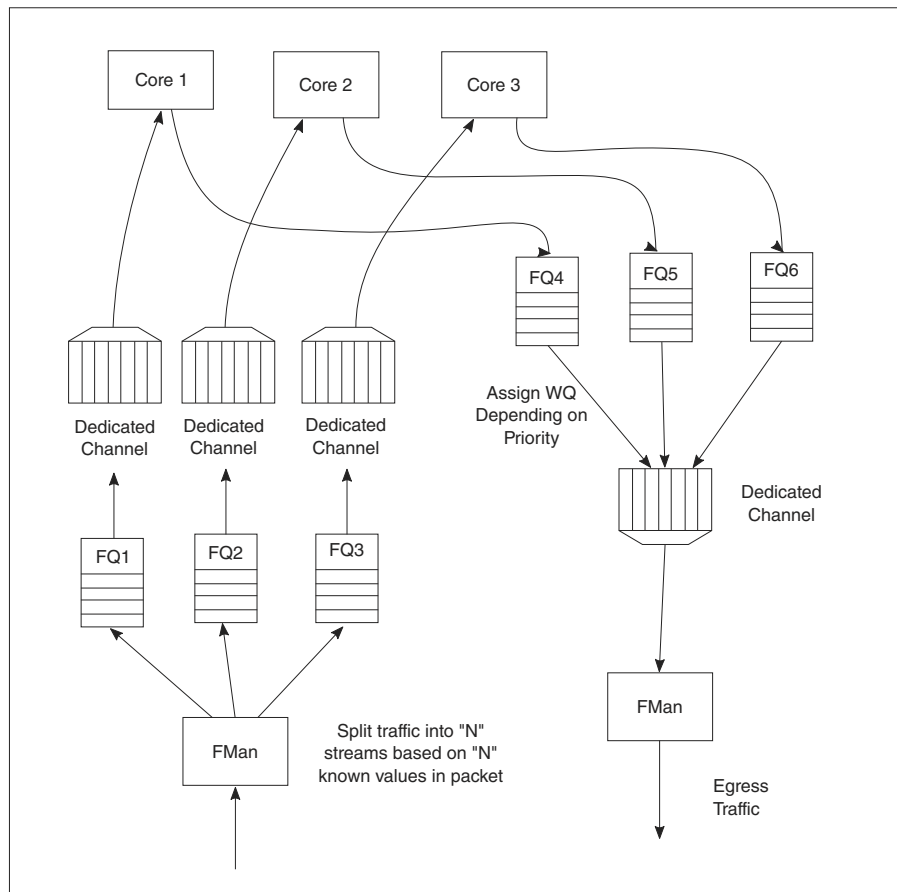 Core 1
Core 2
Core 3
FQ4
FQ5
FQ6
Assign WQ
Depending on
Priority
Dedicated
Channel
Dedicated
Channel
Dedicated
Channel
Dedicated
Channel
FQ1
FQ2
FQ3
FMan
Split traffic into "N"
streams based on "N"
known values in packet
FMan
Egress
Traffic